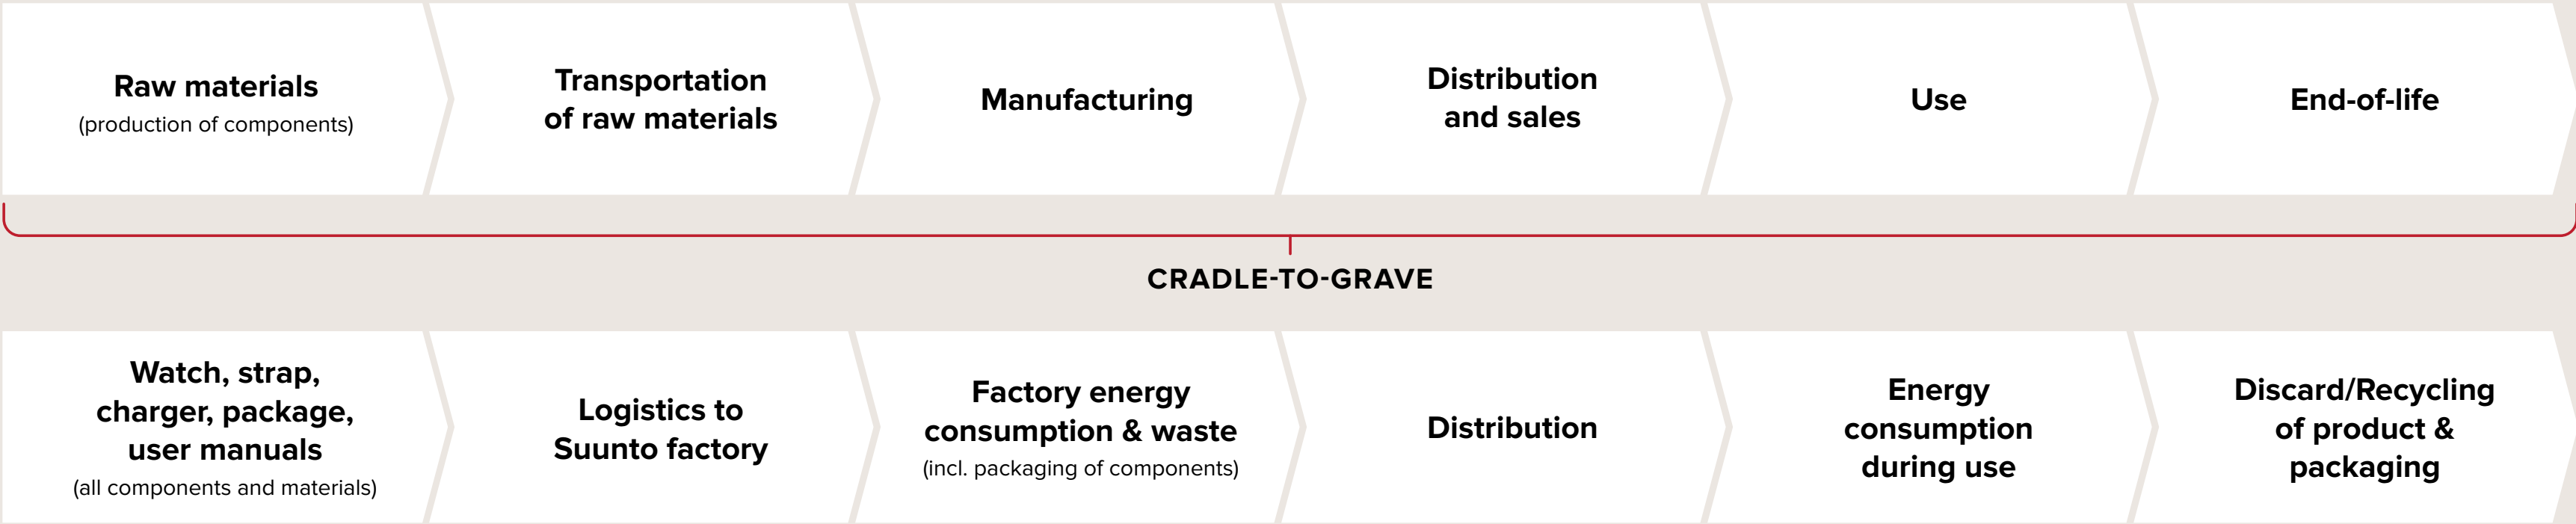 Raw materials
(production of components)
Transportation
of raw materials
Manufacturing
Distribution
and sales
Use
End-of-life
CRADLE-TO-GRAVE
Watch, strap,
charger, package,
user manuals
(all components and materials)
Logistics to
Suunto factory
Factory energy
consumption & waste
(incl. packaging of components)
Distribution
Energy
consumption
during use
Discard/Recycling
of product &
packaging